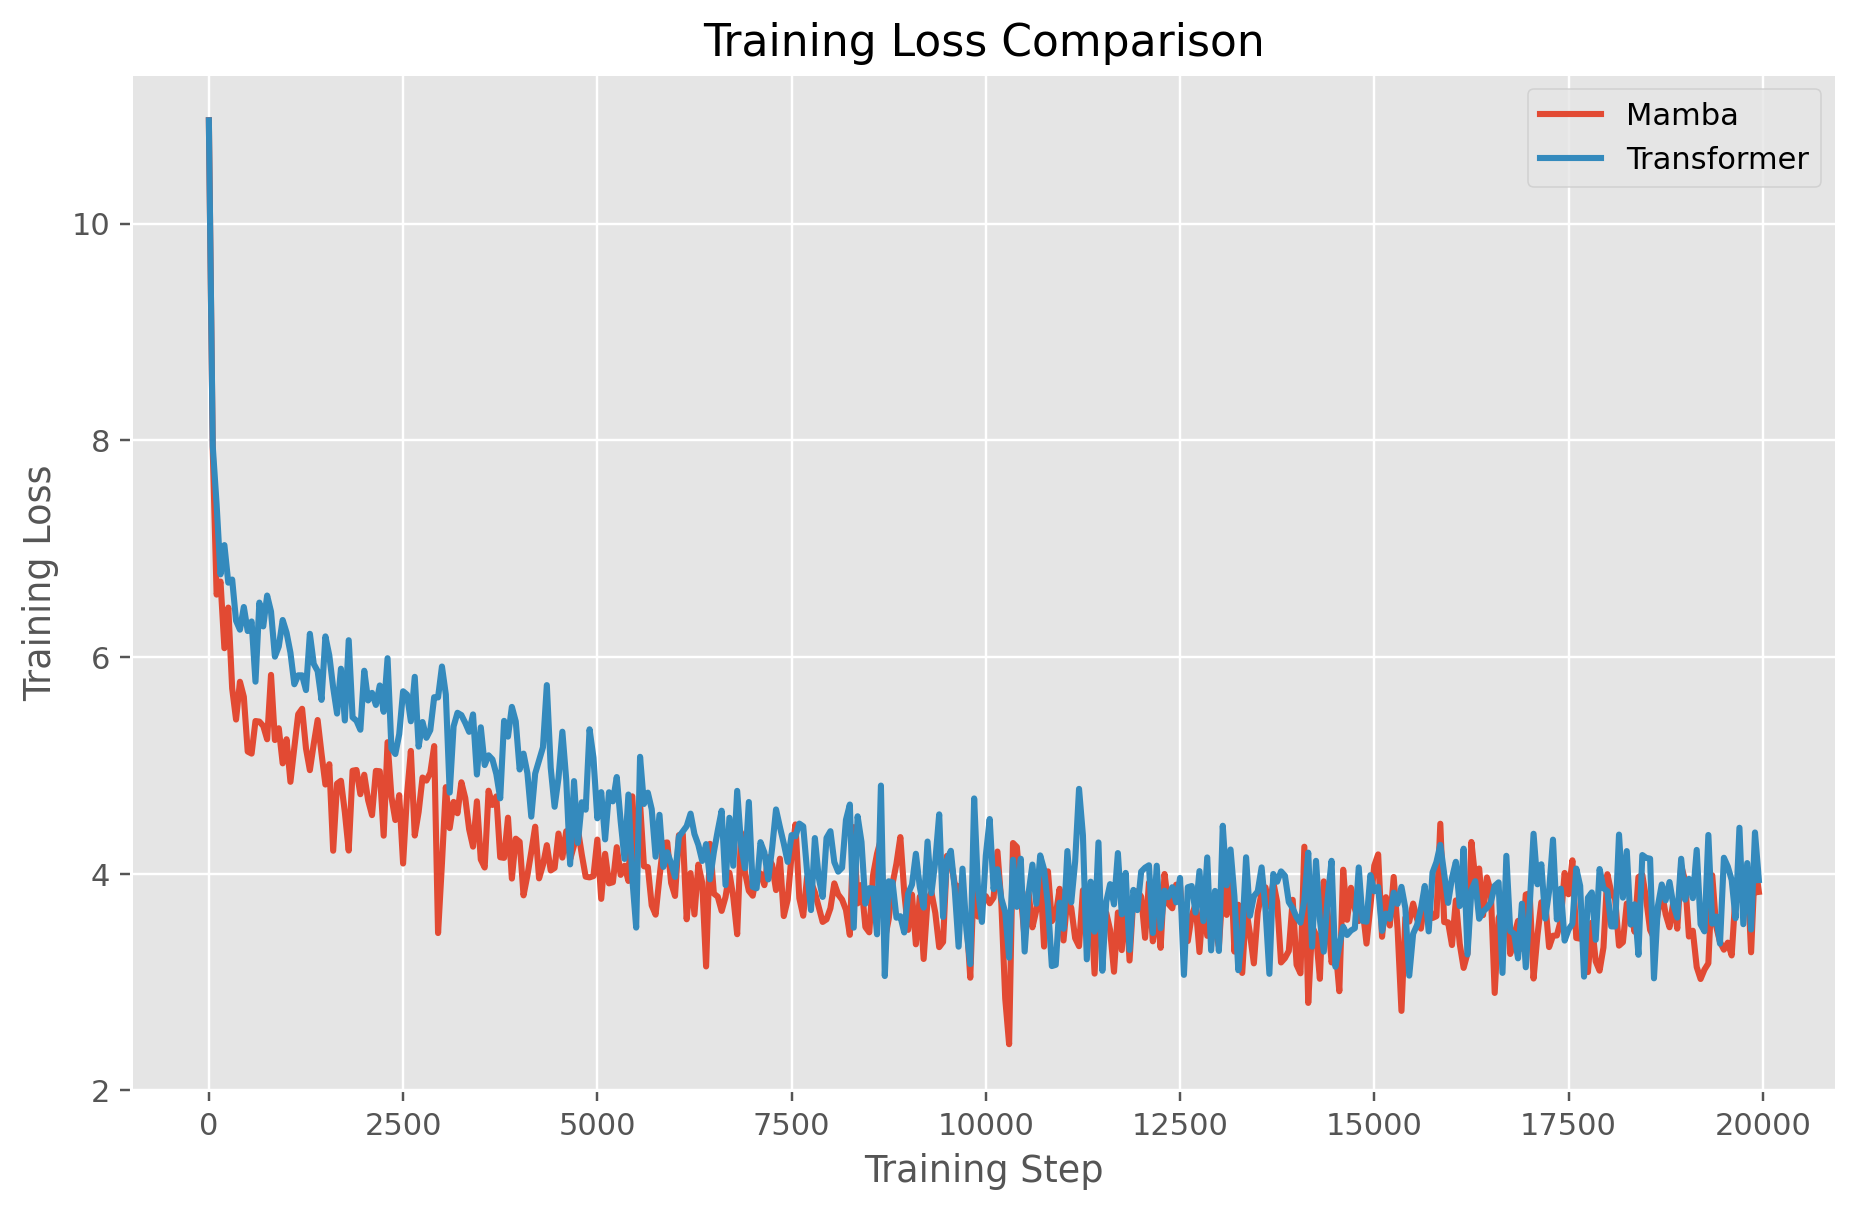 Training Loss Comparison
Mamba
Transformer
Training Loss
10
8
6
4
2
0 2500 5000 7500 10000 12500 15000 17500 20000
Training Step